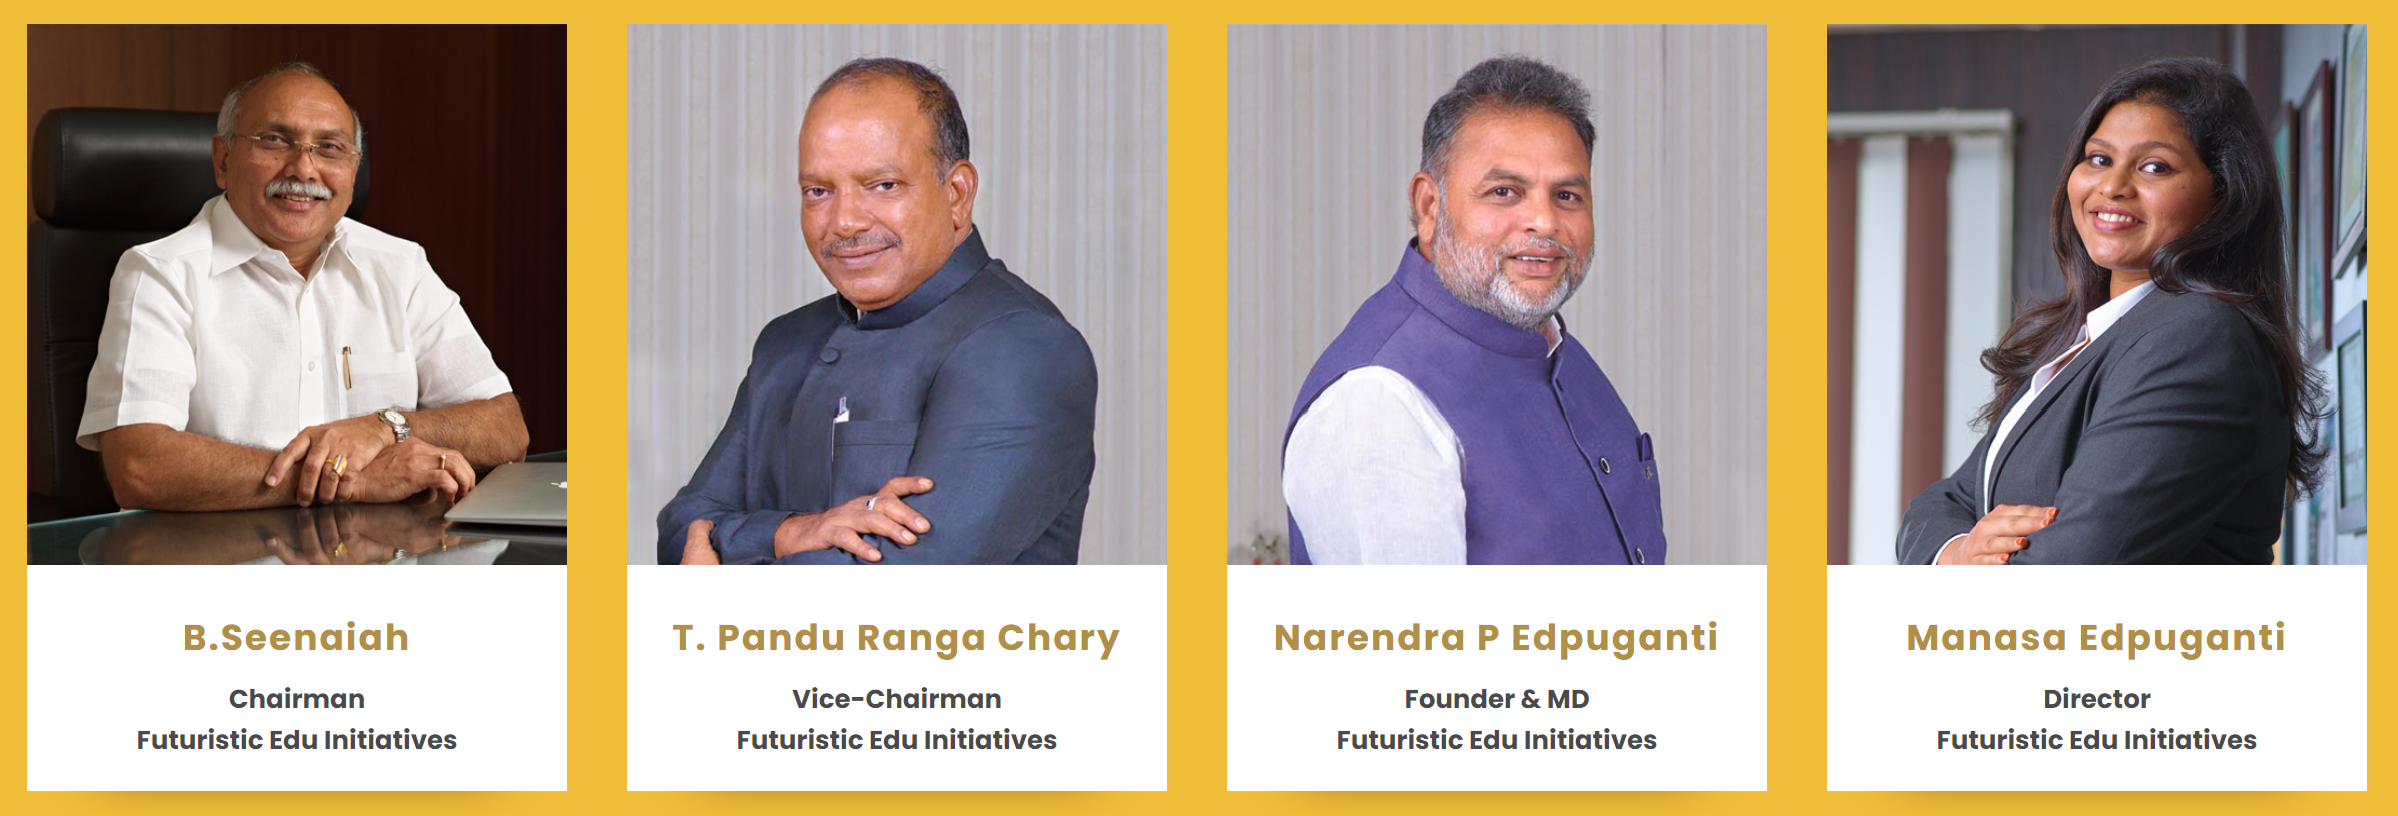 B.Seenaiah
Chairman
Futuristic Edu Initiatives
T. Pandu Ranga Chary
Vice-Chairman
Futuristic Edu Initiatives
Narendra P Edpuganti
Founder & MD
Futuristic Edu Initiatives
Manasa Edpuganti
Director
Futuristic Edu Initiatives